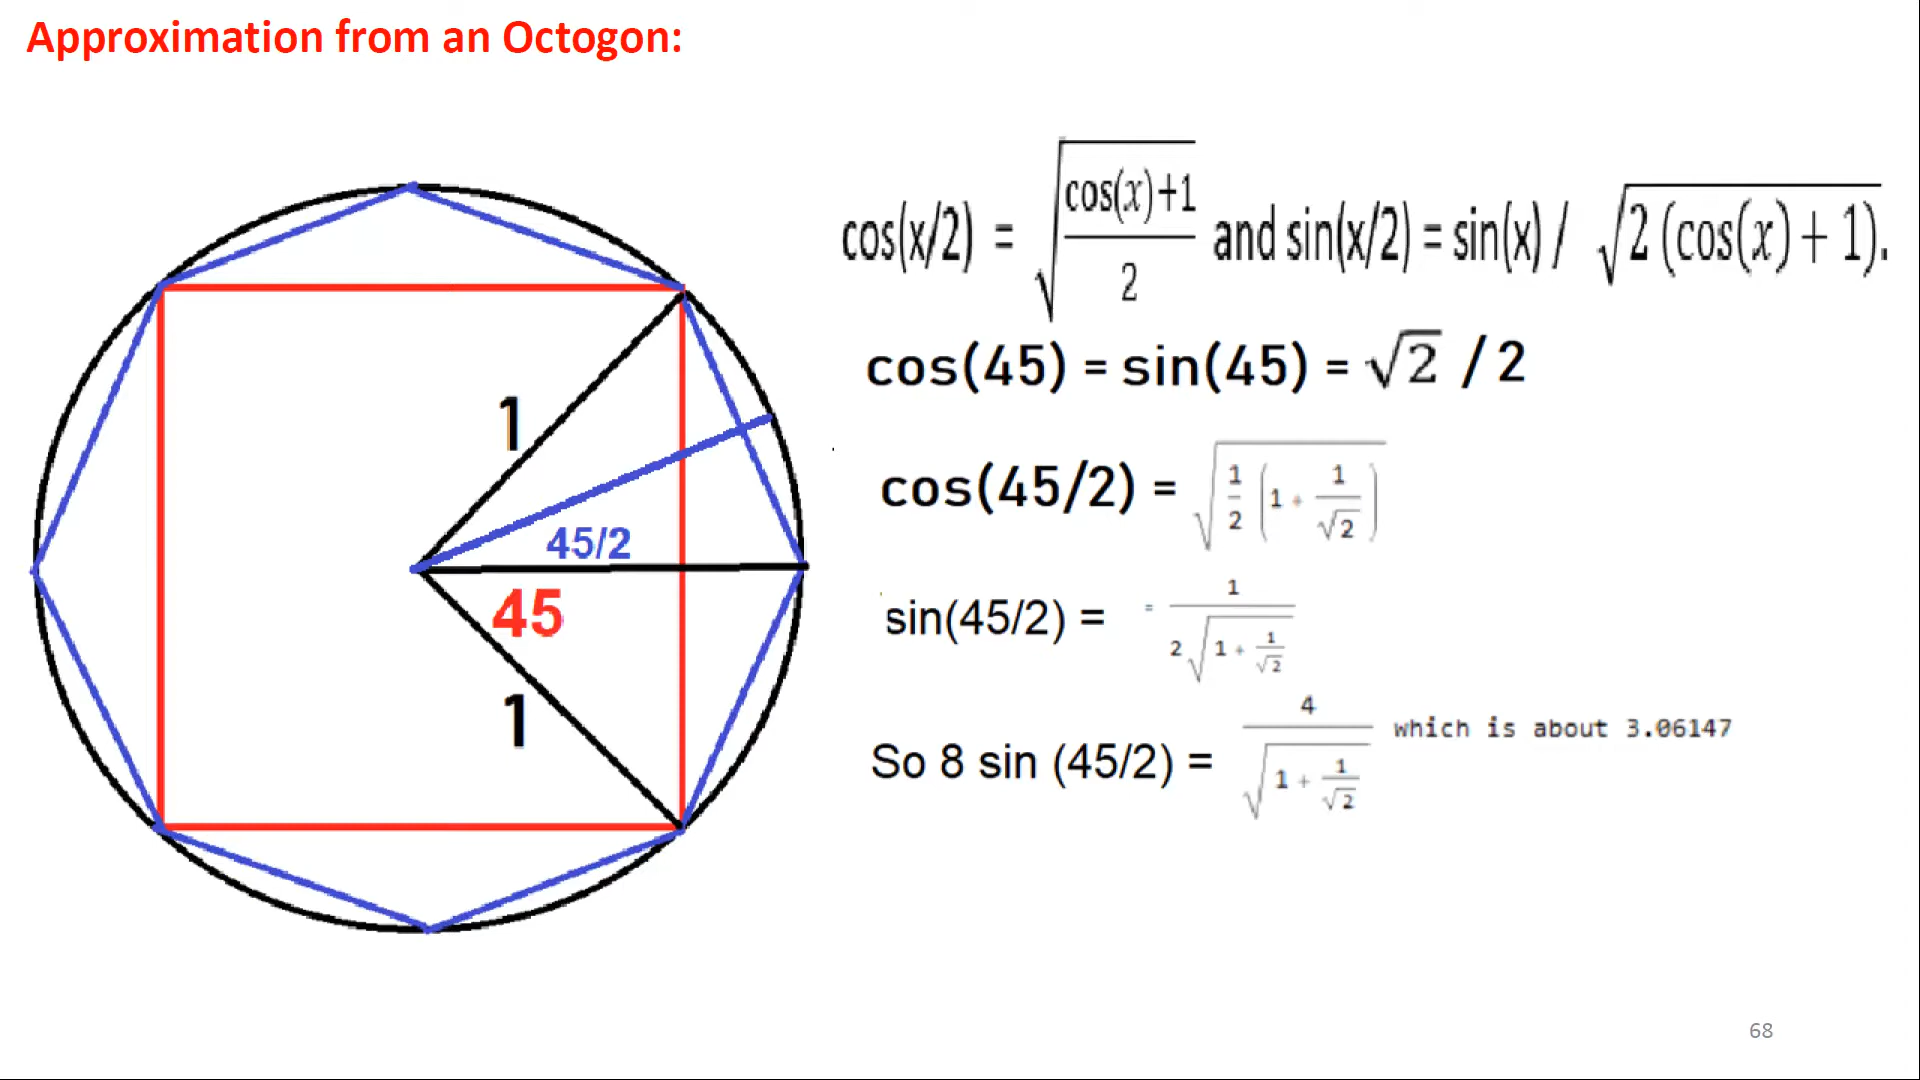 Approximation from an Octogon:
cos(x/2) = √((cos(x)+1)/2) and sin(x/2) = sin(x) / √(2 (cos(x) + 1)).
cos(45) = sin(45) = √2 / 2
1
cos(45/2) = √(1/2 (1 + 1/√2))
45/2
45
sin(45/2) = = 1/(2√(1 + 1/√2))
1
So 8 sin (45/2) = 4/√(1 + 1/√2) which is about 3.06147
68